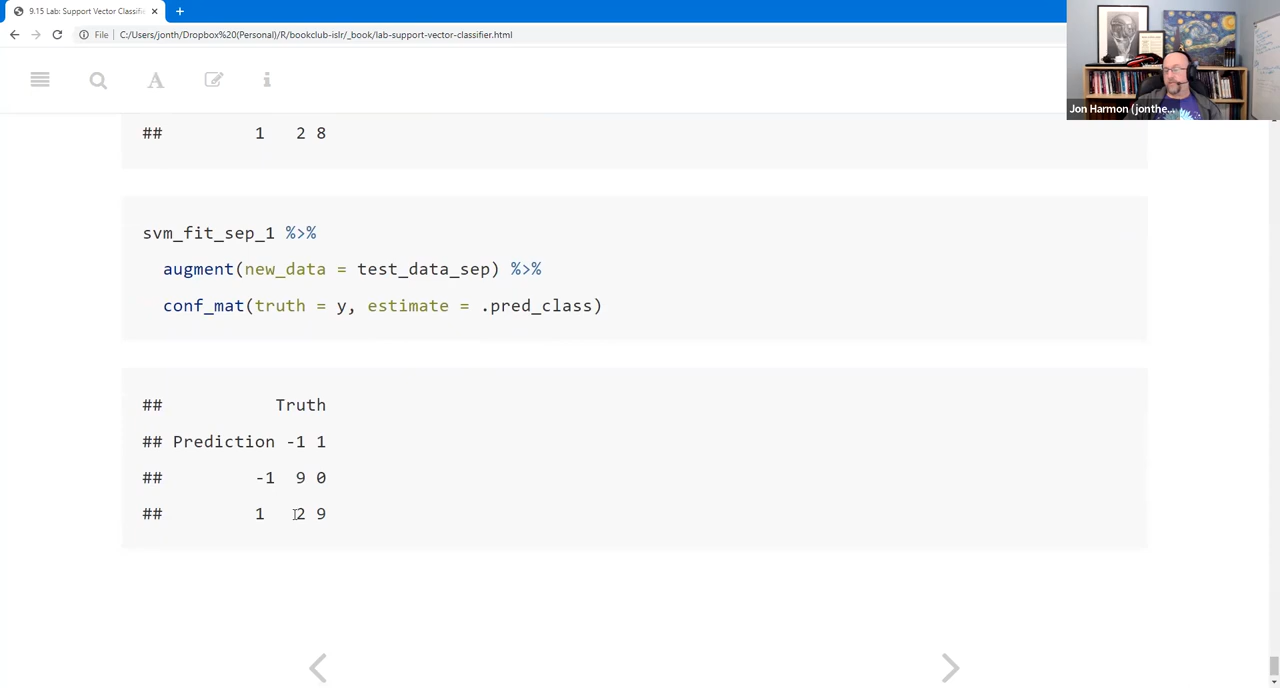 9.15 Lab: Support Vector Classifi
File | C:/Users/jonth/Dropbox%20(Personal)/R/bookclub-islr/_book/lab-support-vector-classifier.html
Jon Harmon (jonthe...
## 1 2 8
svm_fit_sep_1 %>%
augment(new_data = test_data_sep) %>%
conf_mat(truth = y, estimate = .pred_class)
## Truth
## Prediction -1 1
## -1 9 0
## 1 2 9